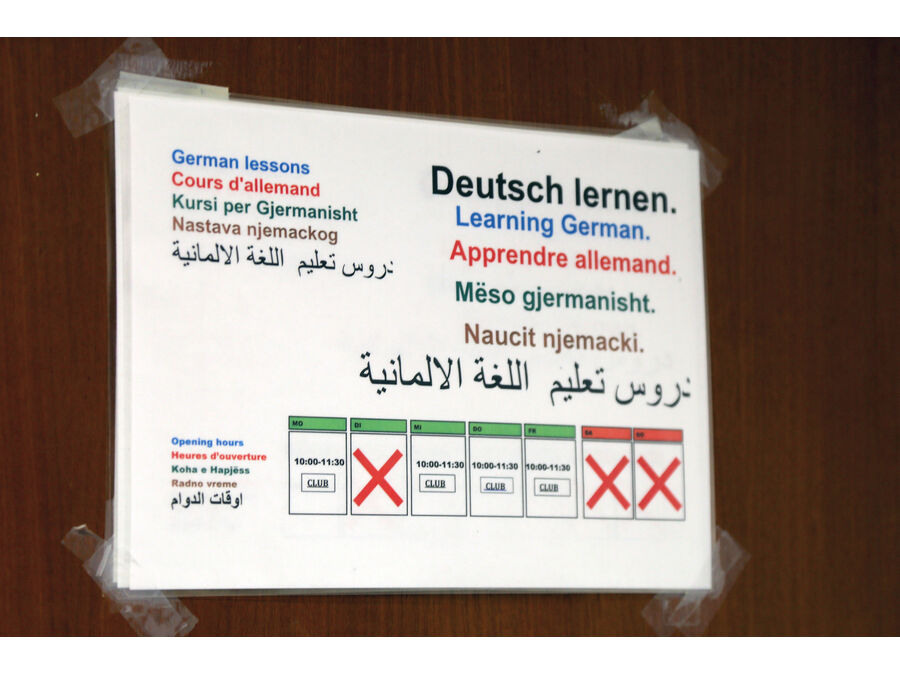 German lessons
Cours d'allemand
Kursi per Gjermanisht
Nastava njemackog
دروس تعليم اللغة الالمانية
Deutsch lernen.
Learning German.
Apprendre allemand.
Mëso gjermanisht.
Naucit njemacki.
دروس تعليم اللغة الالمانية
Opening hours
Heures d'ouverture
Koha e Hapjëss
Radno vreme
اوقات الدوام
MO DI MI DO FR SA SO
10:00-11:30 10:00-11:30 10:00-11:30 10:00-11:30
CLUB CLUB CLUB CLUB